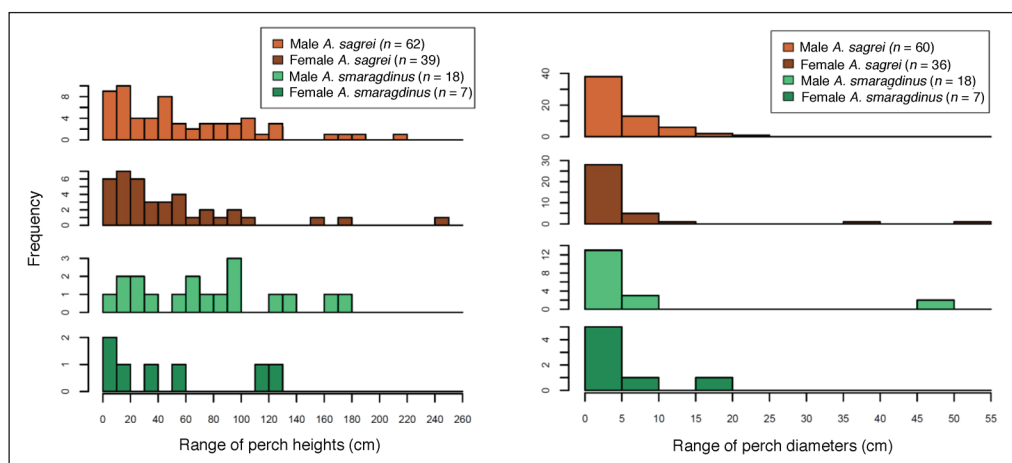 Male A. sagrei (n = 62)
Female A. sagrei (n = 39)
Male A. smaragdinus (n = 18)
Female A. smaragdinus (n = 7)
Frequency
0
4
8
0
2
4
6
0
1
2
3
0
1
2
0 20 40 60 80 100 120 140 160 180 200 220 240 260
Range of perch heights (cm)
Male A. sagrei (n = 60)
Female A. sagrei (n = 36)
Male A. smaragdinus (n = 18)
Female A. smaragdinus (n = 7)
0
20
40
0
10
20
30
0
4
8
12
0
2
4
0 5 10 15 20 25 30 35 40 45 50 55
Range of perch diameters (cm)